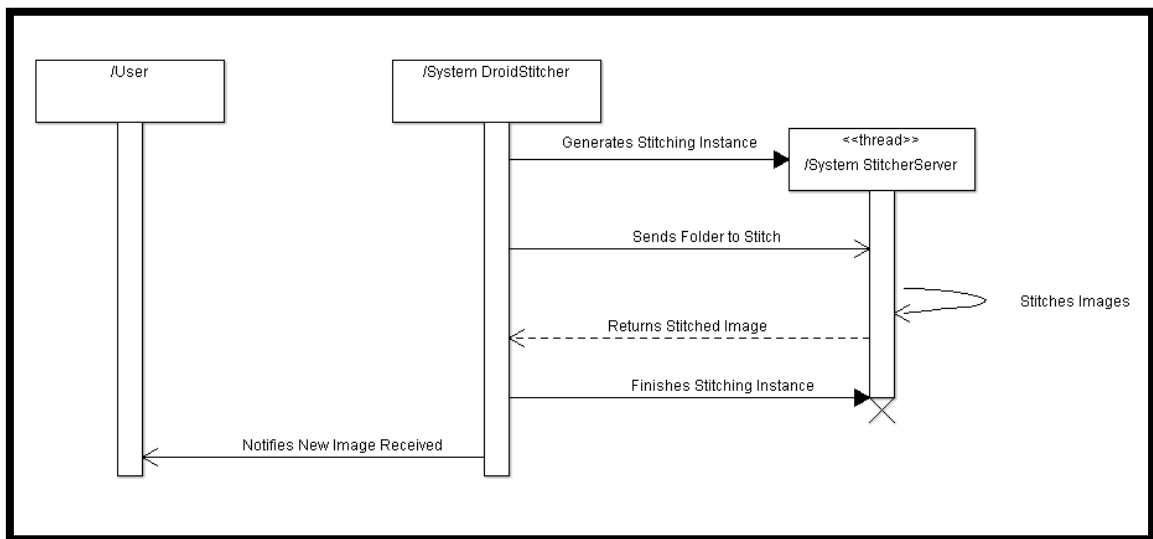 /User
/System DroidStitcher
<<thread>>
/System StitcherServer
Generates Stitching Instance
Sends Folder to Stitch
Stitches Images
Returns Stitched Image
Finishes Stitching Instance
Notifies New Image Received